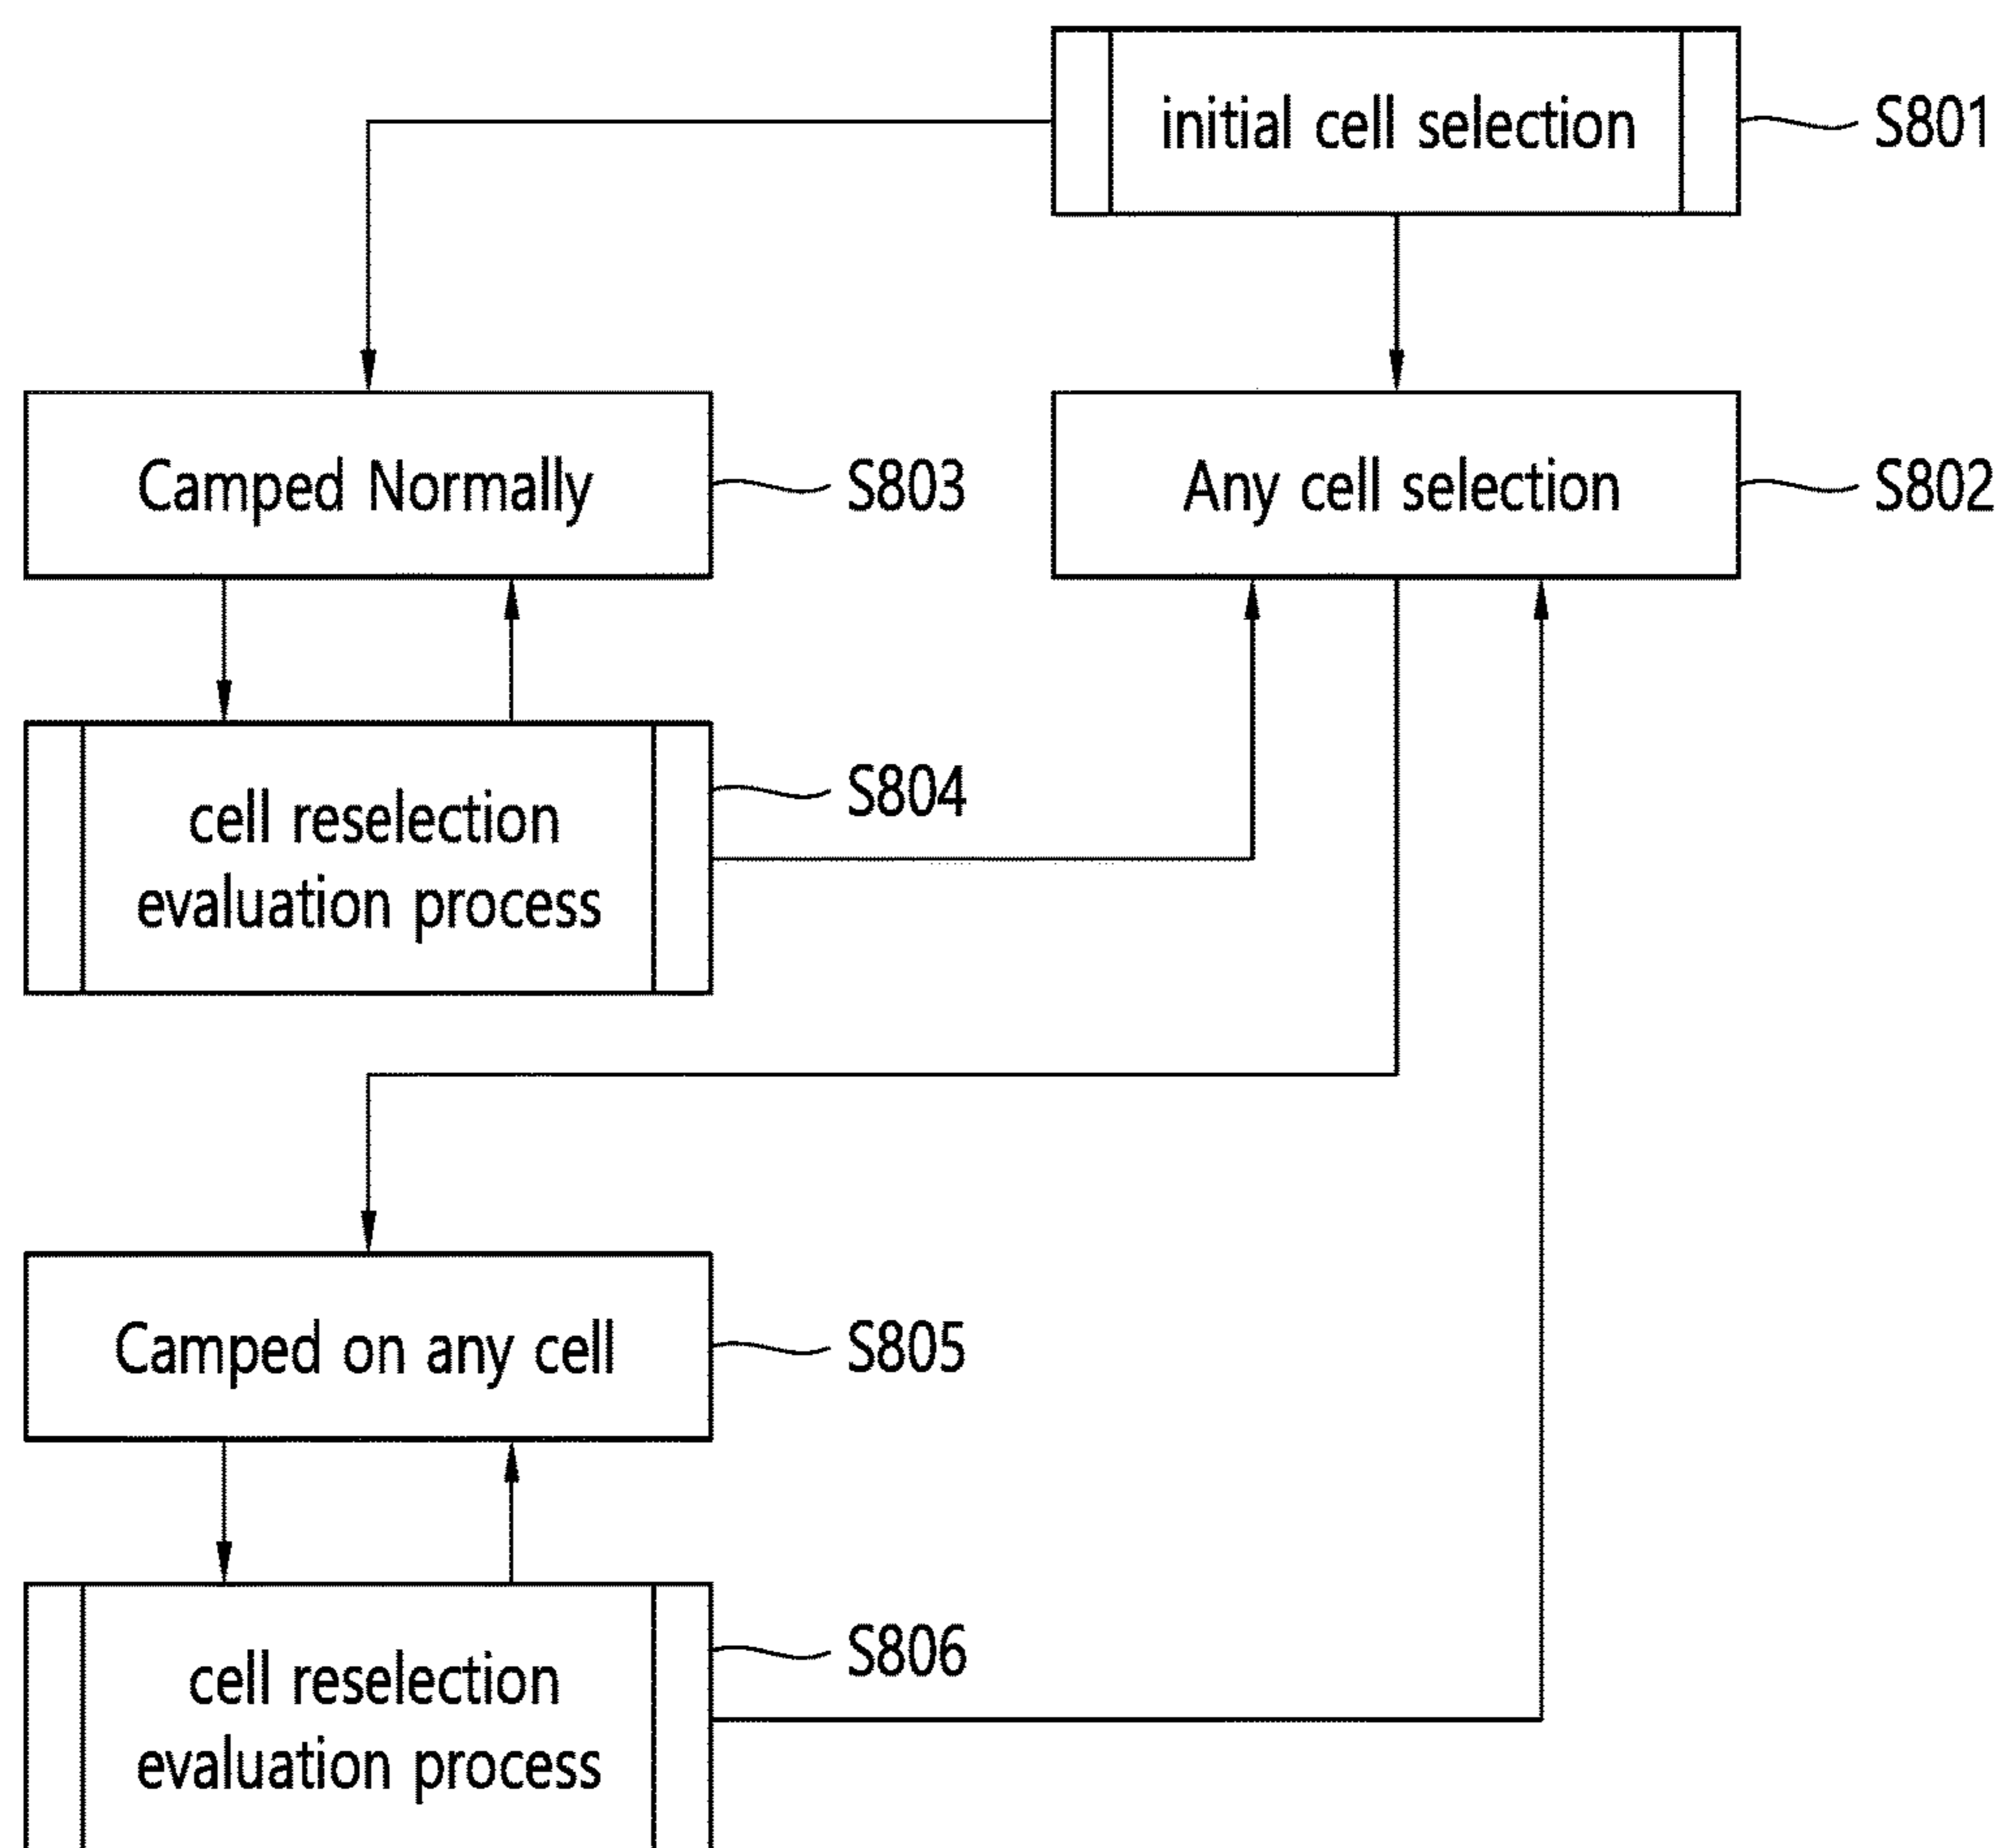 initial cell selection
S801
Camped Normally
S803
Any cell selection
S802
cell reselection
evaluation process
S804
Camped on any cell
S805
cell reselection
evaluation process
S806